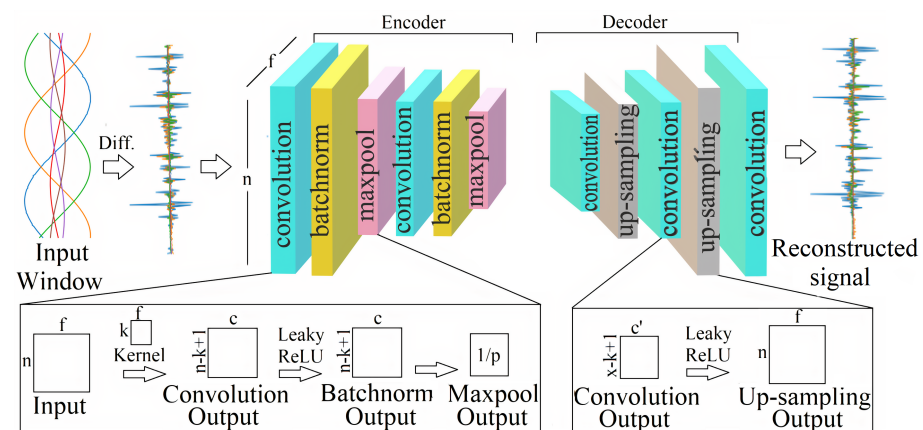 Encoder
Decoder
f
n
Diff.
convolution
batchnorm
maxpool
convolution
batchnorm
maxpool
convolution
up-sampling
convolution
up-sampling
convolution
Input
Window
Reconstructed
signal
f
n
Input
f
k
Kernel
c
n-k+1
Convolution
Output
Leaky
ReLU
c
n-k+1
Batchnorm
Output
1/p
Maxpool
Output
c'
x-k+1
Convolution
Output
Leaky
ReLU
f
n
Up-sampling
Output